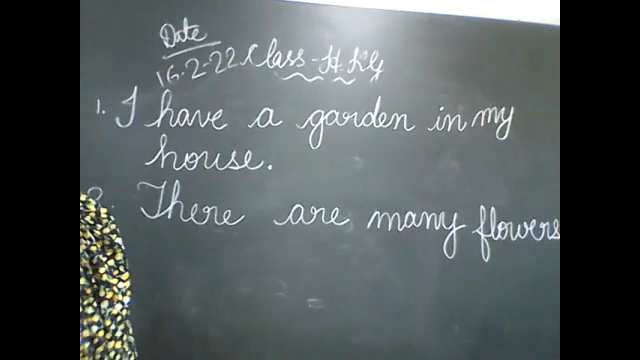 Date
16.2.22 Class-H.KG
1. I have a garden in my
house.
2. There are many flowers